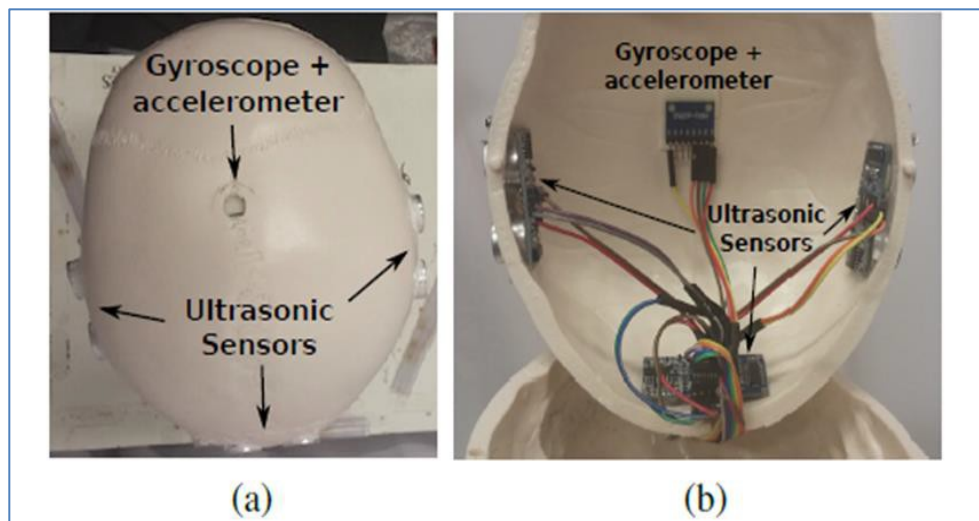 Gyroscope +
accelerometer
Ultrasonic
Sensors
(a)
Gyroscope +
accelerometer
Ultrasonic
Sensors
(b)